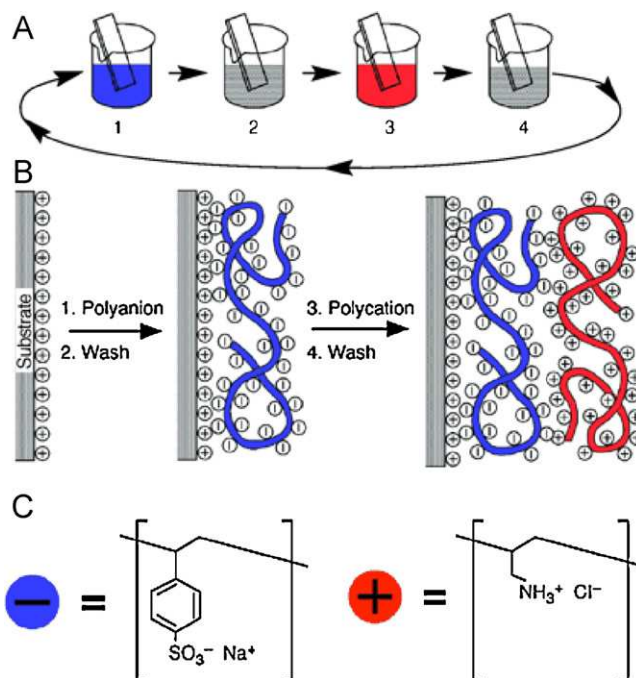 A
1
2
3
4
B
Substrate
1. Polyanion
2. Wash
3. Polycation
4. Wash
C
− =
SO₃⁻ Na⁺
+ =
NH₃⁺ Cl⁻